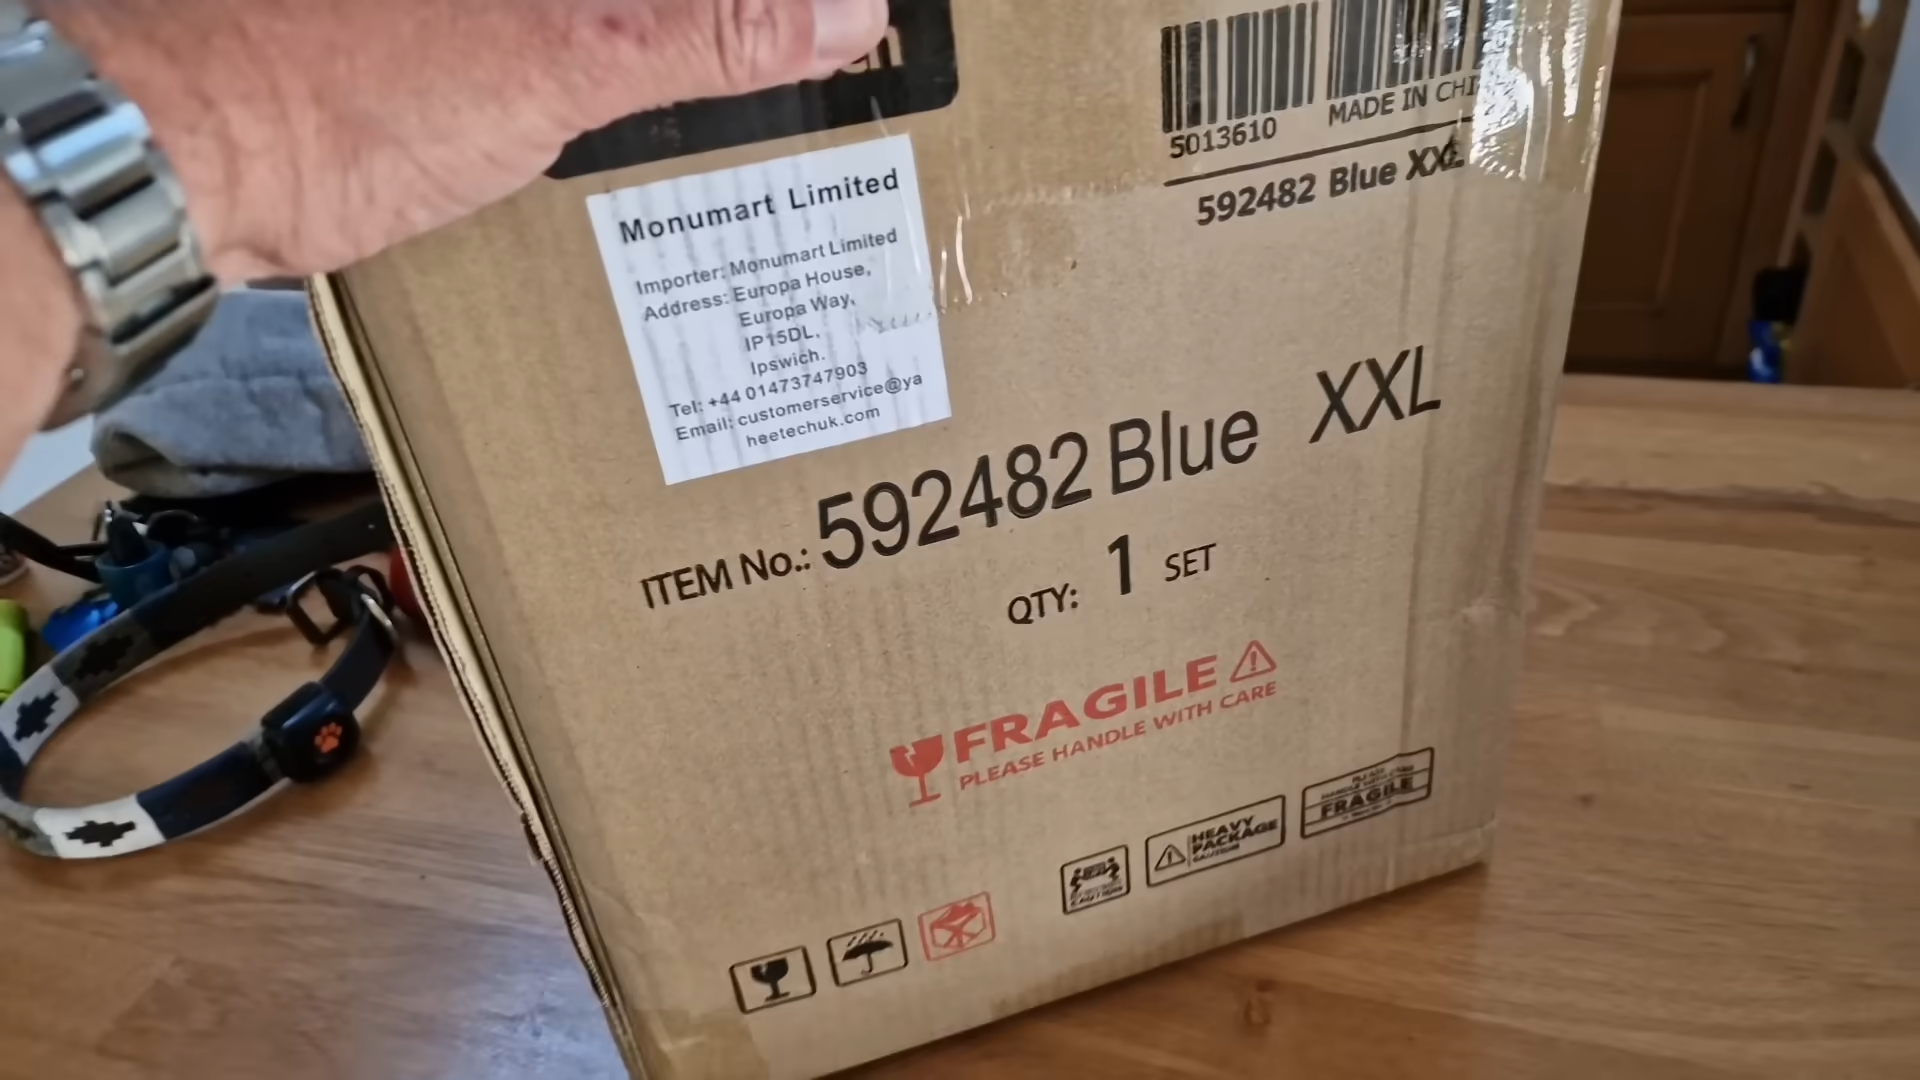 5013610
MADE IN CHI
592482 Blue XXL
Monumart Limited
Importer: Monumart Limited
Address: Europa House,
Europa Way,
IP15DL,
Ipswich.
Tel: +44 01473747903
Email: customerservice@ya
heetechuk.com
ITEM No.: 592482 Blue XXL
QTY: 1 SET
FRAGILE
PLEASE HANDLE WITH CARE
HEAVY
PACKAGE
CAUTION
FRAGILE